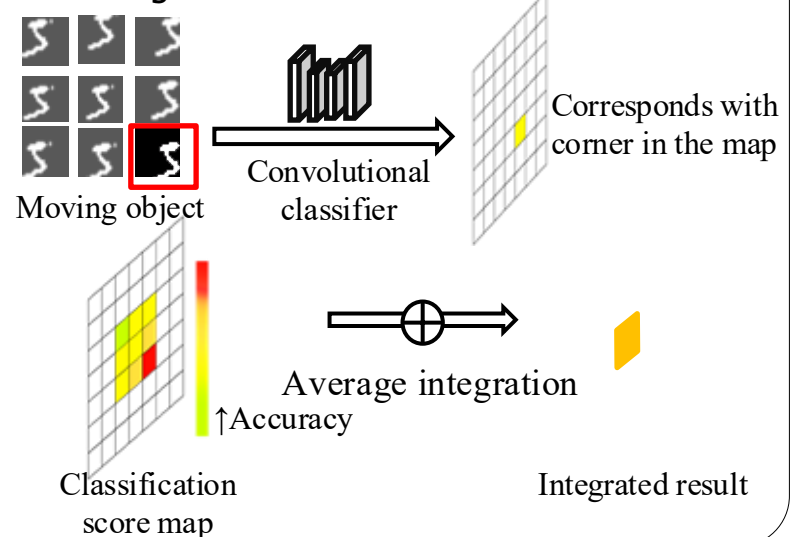 Corresponds with
corner in the map
Convolutional
classifier
Moving object
Average integration
↑Accuracy
Classification
score map
Integrated result